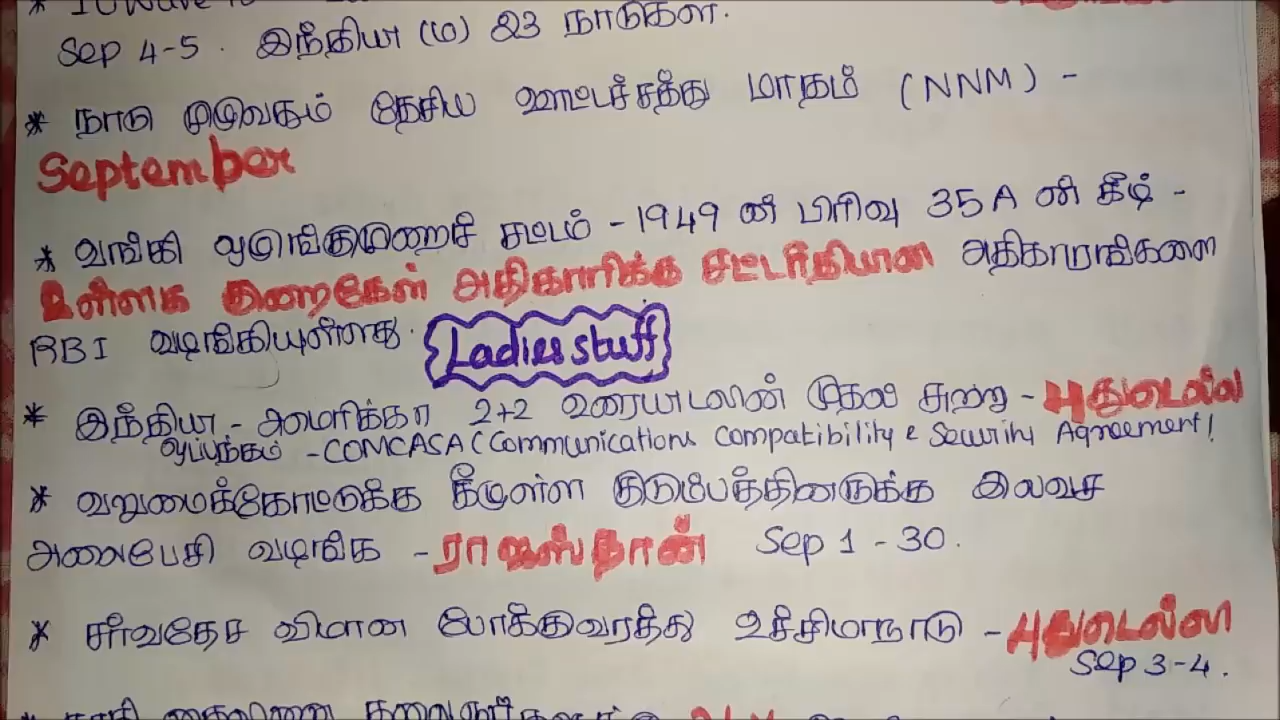 Sep 4-5. இந்தியா (ம) 23 நாடுகள்.
* நாடு முழுவதும் தேசிய ஊட்டச்சத்து மாதம் (NNM) -
September
* வங்கி ஒழுங்குமுறைச் சட்டம் - 1949 ன் பிரிவு 35 A ன் கீழ் -
உள்ளக குறைகேள் அதிகாரிக்கு சட்டரீதியான அதிகாரங்களை
RBI வழங்கியுள்ளது.
Ladies stuff
* இந்தியா - அமெரிக்கா 2+2 உரையாடலின் முதல் சுற்று - புதுடெல்லி
ஒப்பந்தம் - COMCASA (Communications Compatibility & Security Agreement)
* வறுமைக்கோட்டுக்கு கீழுள்ள குடும்பத்தினருக்கு இலவச
அலைபேசி வழங்க - ராஜஸ்தான் Sep 1 - 30.
* சர்வதேச விமான போக்குவரத்து உச்சிமாநாடு - புதுடெல்லி
Sep 3-4.